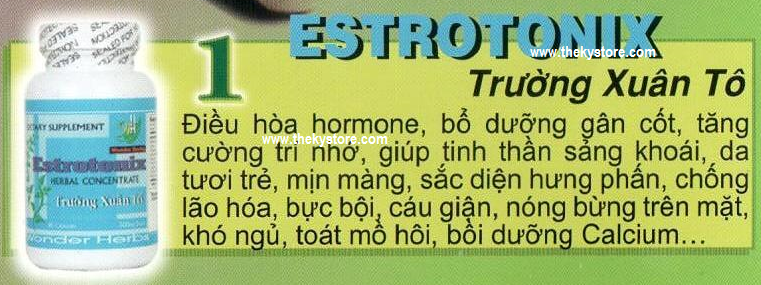 ESTROTONIX
www.thekystore.com
1
Trường Xuân Tô
Điều hòa hormone, bổ dưỡng gân cốt, tăng
www.thekystore.com
cường trí nhớ, giúp tinh thần sảng khoái, da
tươi trẻ, mịn màng, sắc diện hưng phấn, chống
lão hóa, bực bội, cáu giận, nóng bừng trên mặt,
khó ngủ, toát mồ hôi, bồi dưỡng Calcium...
DIETARY SUPPLEMENT
Wonder Herbs
Estrotonix
HERBAL CONCENTRATE
Trường Xuân Tô
Wonder Herbs